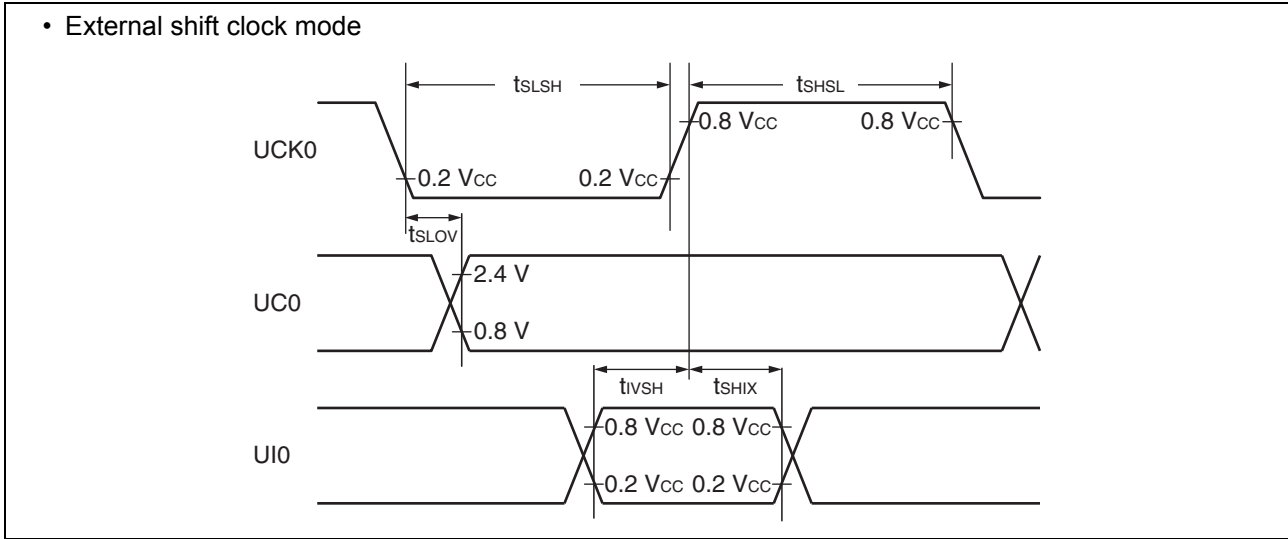 • External shift clock mode
tSLSH
tSHSL
UCK0
0.8 VCC
0.8 VCC
0.2 VCC
0.2 VCC
tSLOV
UC0
2.4 V
0.8 V
tIVSH
tSHIX
UI0
0.8 VCC
0.8 VCC
0.2 VCC
0.2 VCC